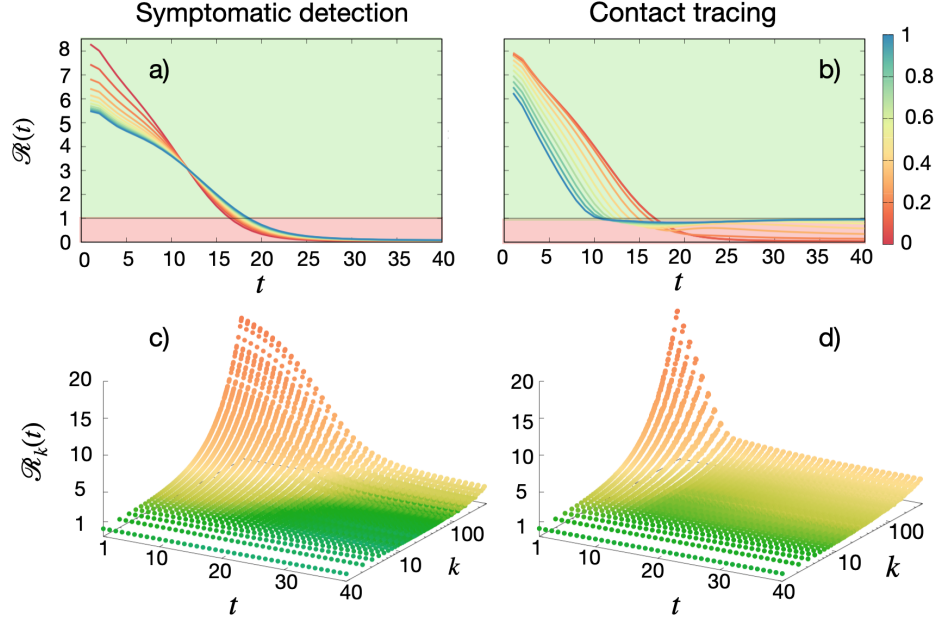 Symptomatic detection
Contact tracing
a)
b)
ℛ(t)
8
7
6
5
4
3
2
1
0
0 5 10 15 20 25 30 35 40
t
0 5 10 15 20 25 30 35 40
t
1
0.8
0.6
0.4
0.2
0
c)
d)
ℛₖ(t)
20
15
10
5
1
1 10 20 30 40
t
10 100
k
20
15
10
5
1
1 10 20 30 40
t
10 100
k